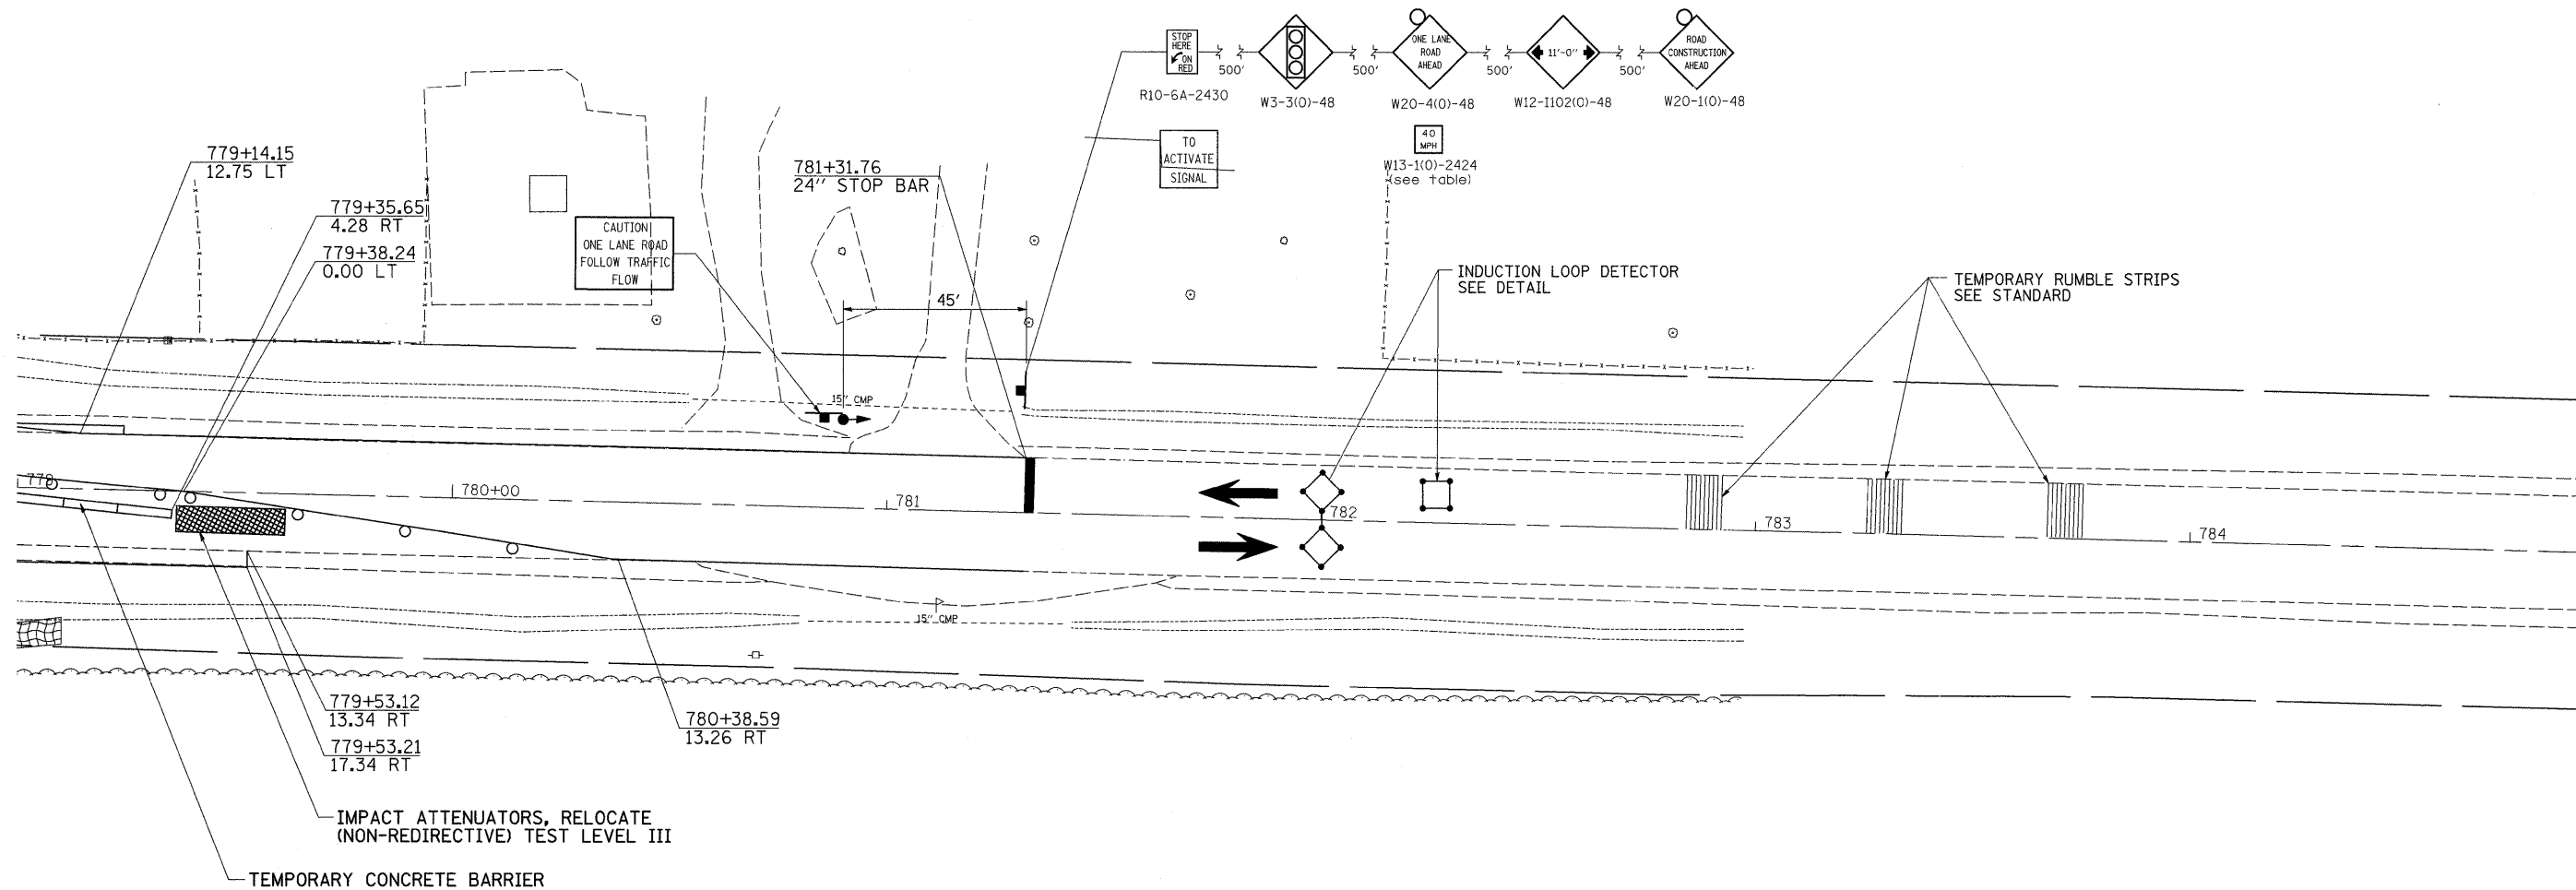 STOP
HERE
ON
RED
ONE LANE
ROAD
AHEAD
11'-0"
ROAD
CONSTRUCTION
AHEAD
500'
500'
500'
500'
R10-6A-2430
W3-3(O)-48
W20-4(O)-48
W12-I102(O)-48
W20-1(O)-48
TO
ACTIVATE
SIGNAL
40
MPH
W13-1(O)-2424
(see table)
779+14.15
12.75 LT
779+35.65
4.28 RT
779+38.24
0.00 LT
781+31.76
24" STOP BAR
CAUTION
ONE LANE ROAD
FOLLOW TRAFFIC
FLOW
45'
INDUCTION LOOP DETECTOR
SEE DETAIL
TEMPORARY RUMBLE STRIPS
SEE STANDARD
15" CMP
779
780+00
781
782
783
784
15" CMP
779+53.12
13.34 RT
779+53.21
17.34 RT
780+38.59
13.26 RT
IMPACT ATTENUATORS, RELOCATE
(NON-REDIRECTIVE) TEST LEVEL III
TEMPORARY CONCRETE BARRIER